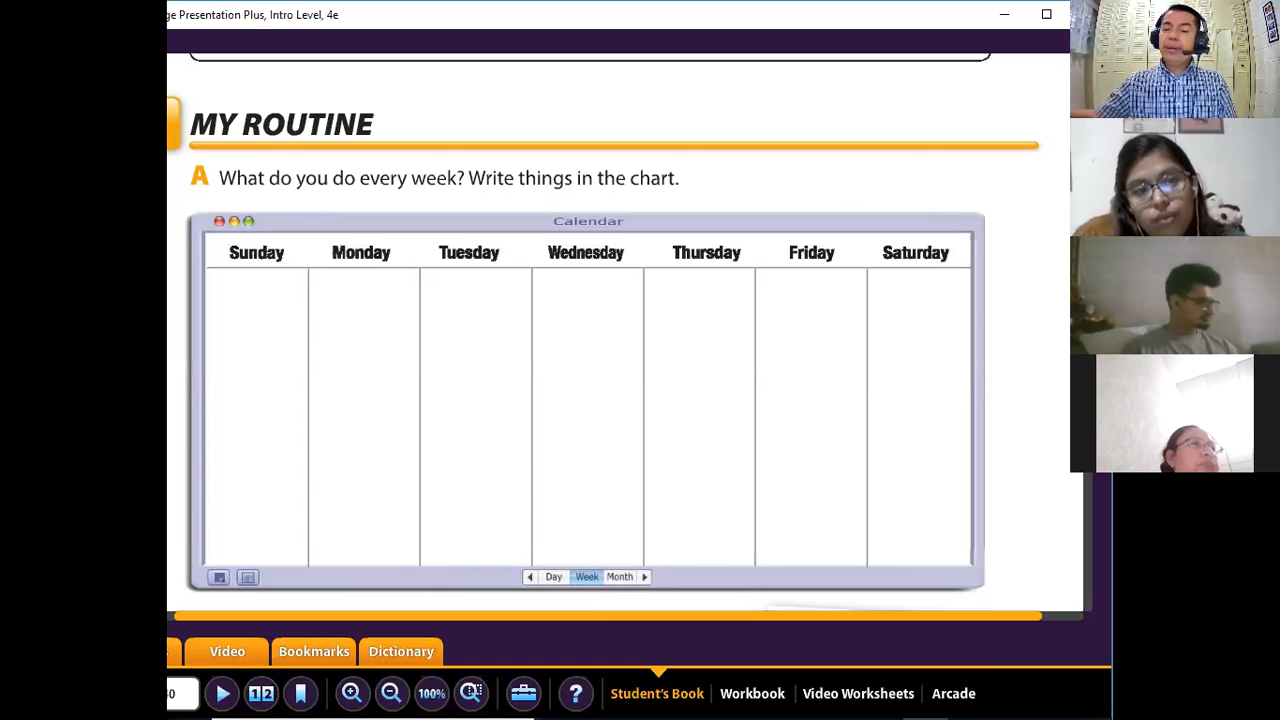 ge Presentation Plus, Intro Level, 4e
MY ROUTINE
A What do you do every week? Write things in the chart.
Calendar
Sunday Monday Tuesday Wednesday Thursday Friday Saturday
Day Week Month
Video Bookmarks Dictionary
12 100% ? Student's Book Workbook Video Worksheets Arcade